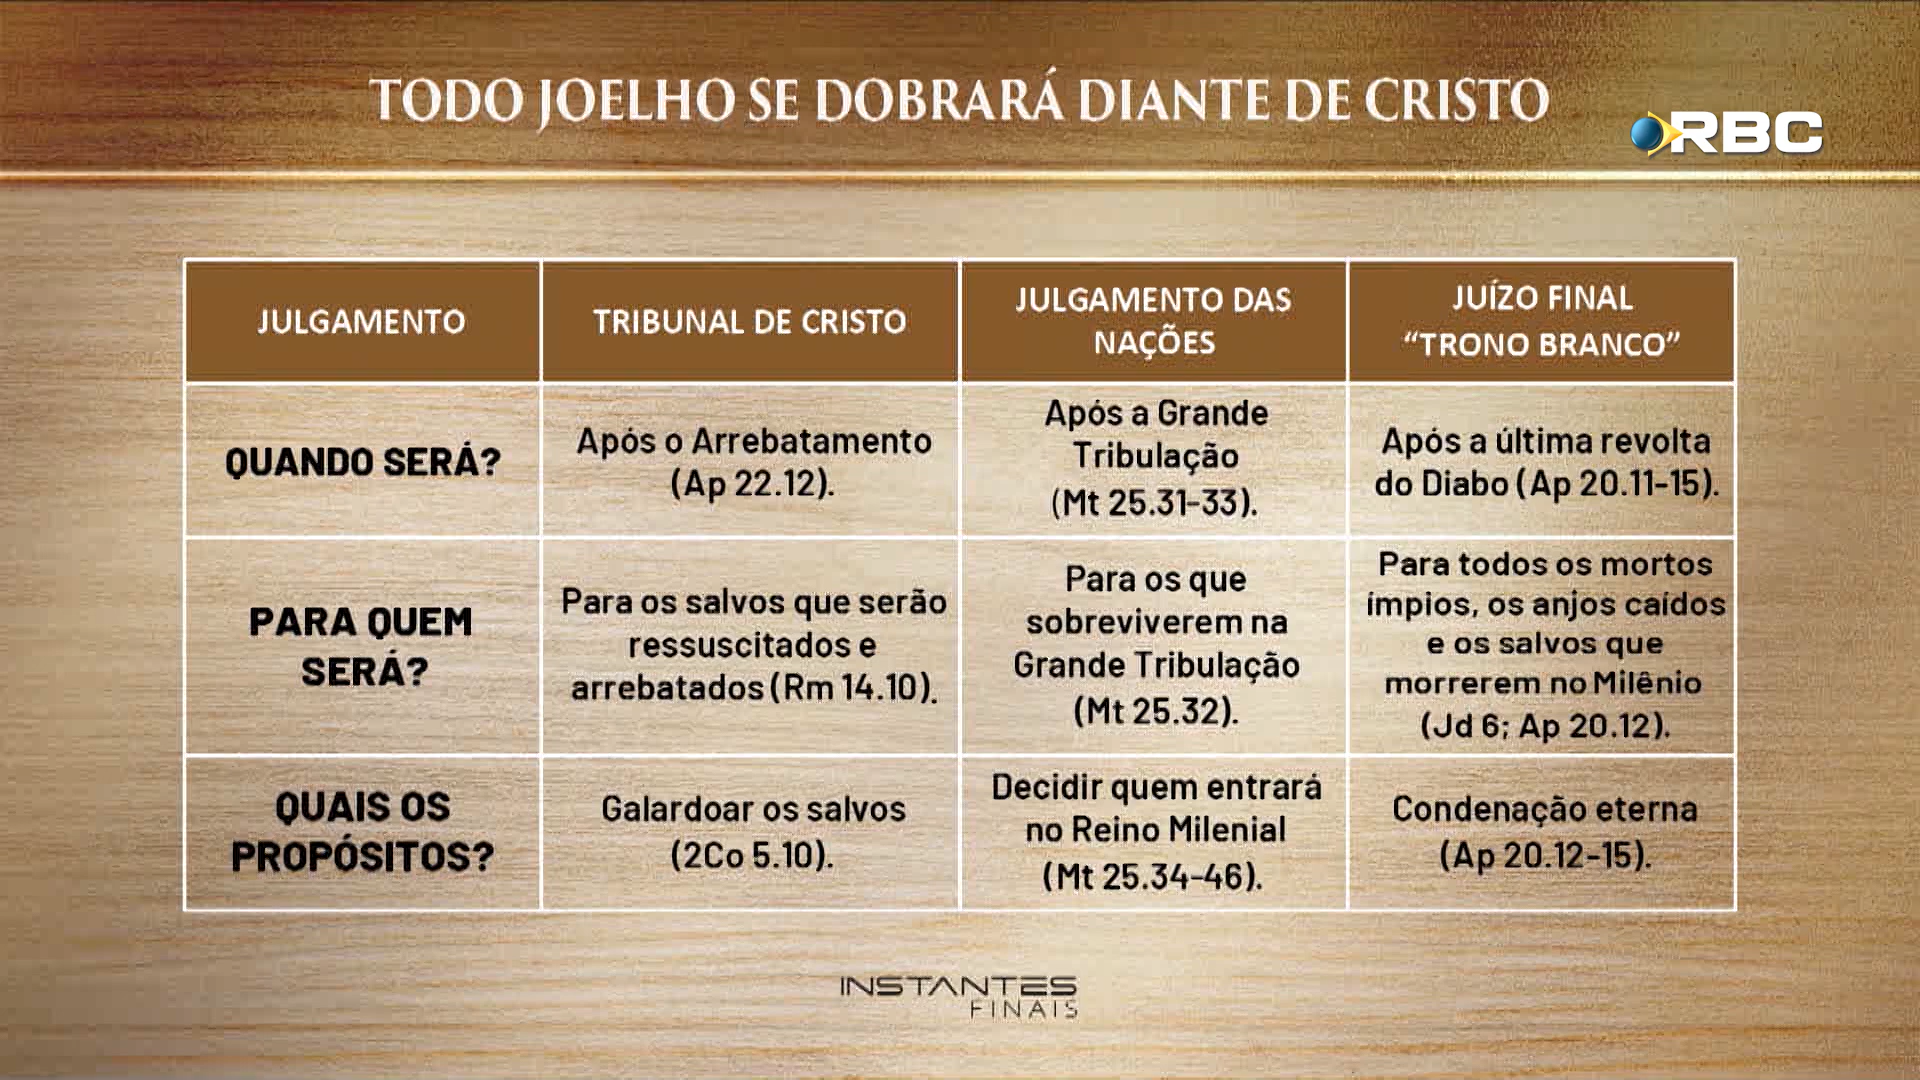 TODO JOELHO SE DOBRARÁ DIANTE DE CRISTO
RBC
JULGAMENTO
TRIBUNAL DE CRISTO
JULGAMENTO DAS
NAÇÕES
JUÍZO FINAL
“TRONO BRANCO”
QUANDO SERÁ?
Após o Arrebatamento
(Ap 22.12).
Após a Grande
Tribulação
(Mt 25.31-33).
Após a última revolta
do Diabo (Ap 20.11-15).
PARA QUEM
SERÁ?
Para os salvos que serão
ressuscitados e
arrebatados (Rm 14.10).
Para os que
sobreviverem na
Grande Tribulação
(Mt 25.32).
Para todos os mortos
ímpios, os anjos caídos
e os salvos que
morrerem no Milênio
(Jd 6; Ap 20.12).
QUAIS OS
PROPÓSITOS?
Galardoar os salvos
(2Co 5.10).
Decidir quem entrará
no Reino Milenial
(Mt 25.34-46).
Condenação eterna
(Ap 20.12-15).
INSTANTES
FINAIS